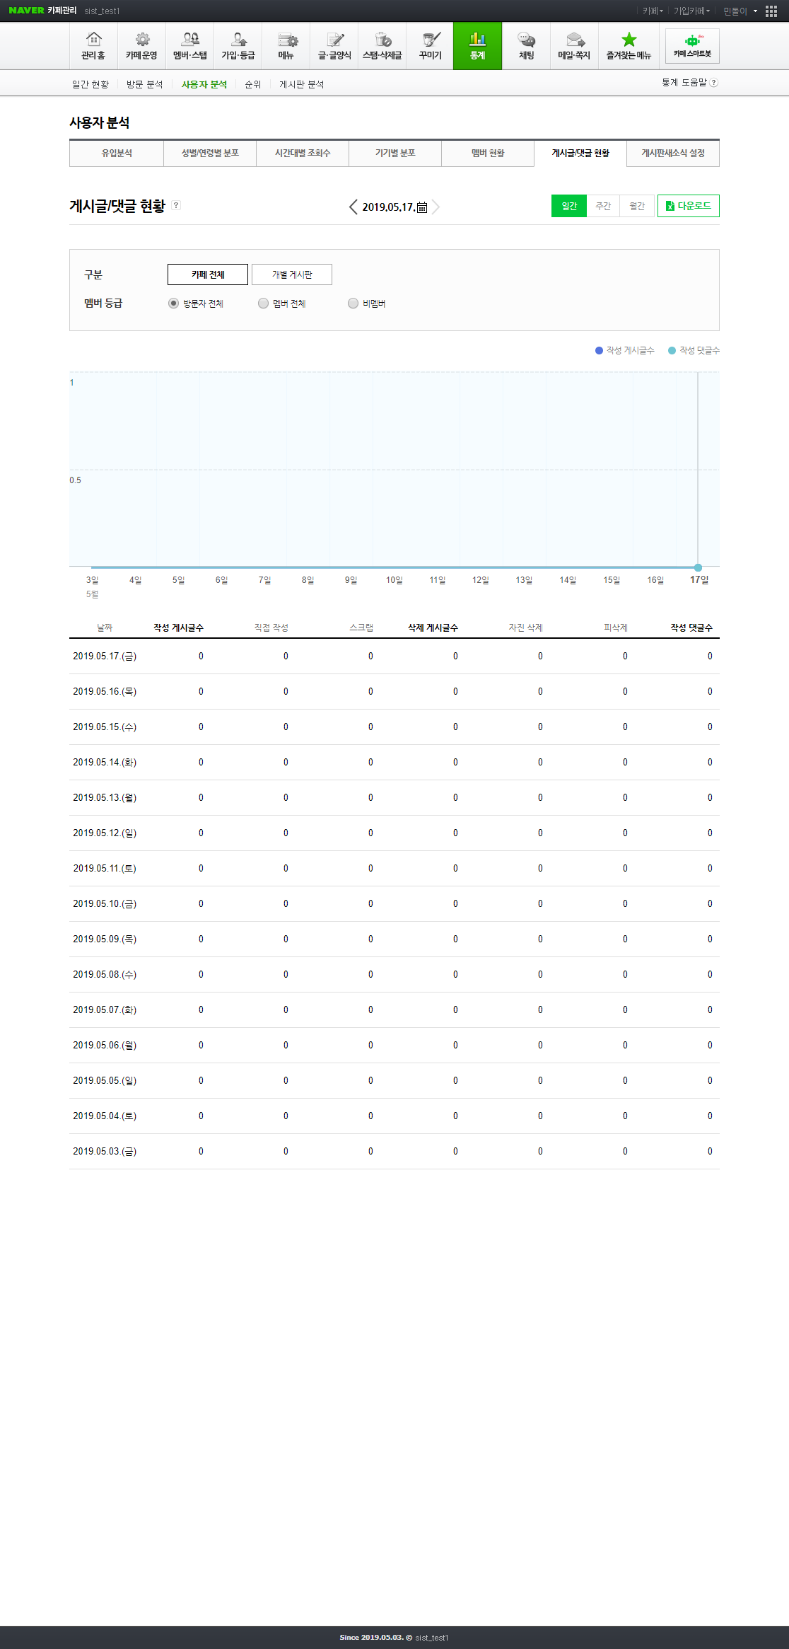 NAVER 카페관리 sist_test1 카페 가입카페 만돌이
관리 홈 카페 운영 멤버·스탭 가입·등급 메뉴 글·글양식 스팸·삭제글 꾸미기 통계 채팅 메일·쪽지 즐겨찾는 메뉴 카페 스마트봇
일간 현황 방문 분석 사용자 분석 순위 게시판 분석 통계 도움말 ?
사용자 분석
유입분석 성별/연령별 분포 시간대별 조회수 기기별 분포 멤버 현황 게시글/댓글 현황 게시판새소식 설정
게시글/댓글 현황 ? 2019.05.17. 일간 주간 월간 다운로드
구분 카페 전체 개별 게시판
멤버 등급 방문자 전체 멤버 전체 비멤버
작성 게시글수 작성 댓글수
1
0.5
3일 4일 5일 6일 7일 8일 9일 10일 11일 12일 13일 14일 15일 16일 17일
5월
날짜 작성 게시글수 직접 작성 스크랩 삭제 게시글수 자진 삭제 피삭제 작성 댓글수
2019.05.17.(금) 0 0 0 0 0 0 0
2019.05.16.(목) 0 0 0 0 0 0 0
2019.05.15.(수) 0 0 0 0 0 0 0
2019.05.14.(화) 0 0 0 0 0 0 0
2019.05.13.(월) 0 0 0 0 0 0 0
2019.05.12.(일) 0 0 0 0 0 0 0
2019.05.11.(토) 0 0 0 0 0 0 0
2019.05.10.(금) 0 0 0 0 0 0 0
2019.05.09.(목) 0 0 0 0 0 0 0
2019.05.08.(수) 0 0 0 0 0 0 0
2019.05.07.(화) 0 0 0 0 0 0 0
2019.05.06.(월) 0 0 0 0 0 0 0
2019.05.05.(일) 0 0 0 0 0 0 0
2019.05.04.(토) 0 0 0 0 0 0 0
2019.05.03.(금) 0 0 0 0 0 0 0
Since 2019.05.03. © sist_test1